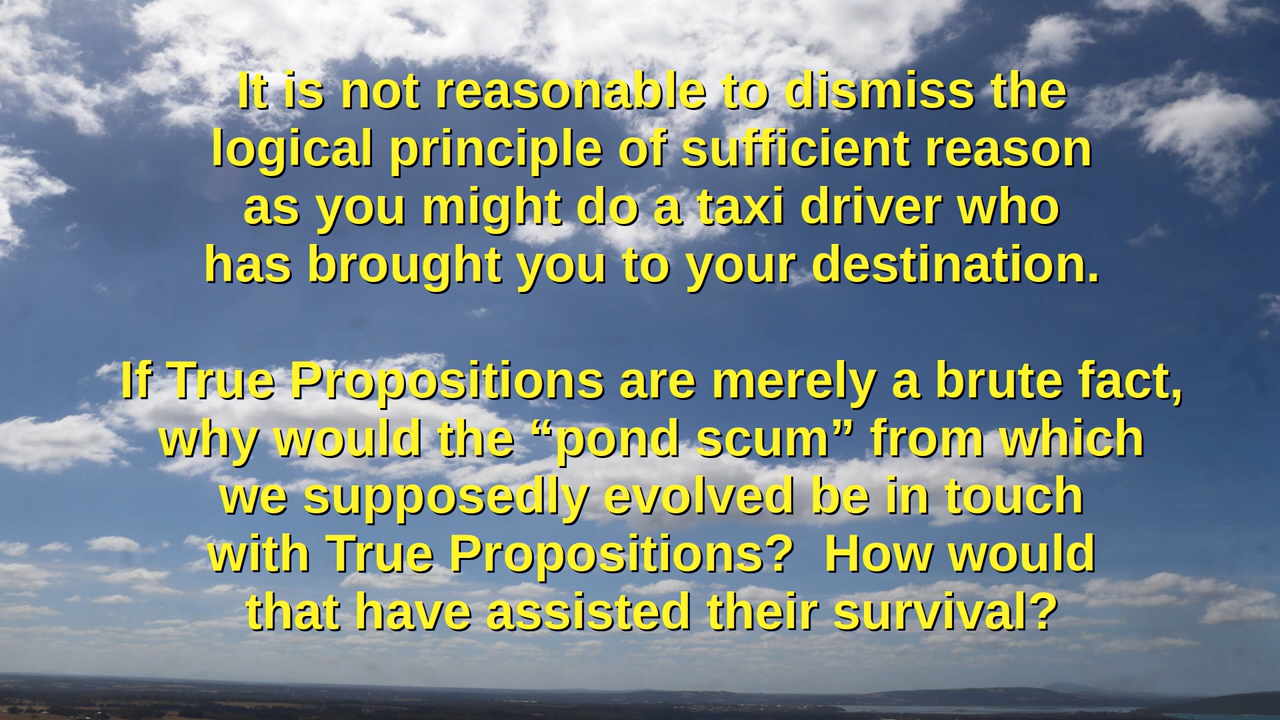 It is not reasonable to dismiss the
logical principle of sufficient reason
as you might do a taxi driver who
has brought you to your destination.
If True Propositions are merely a brute fact,
why would the “pond scum” from which
we supposedly evolved be in touch
with True Propositions?  How would
that have assisted their survival?